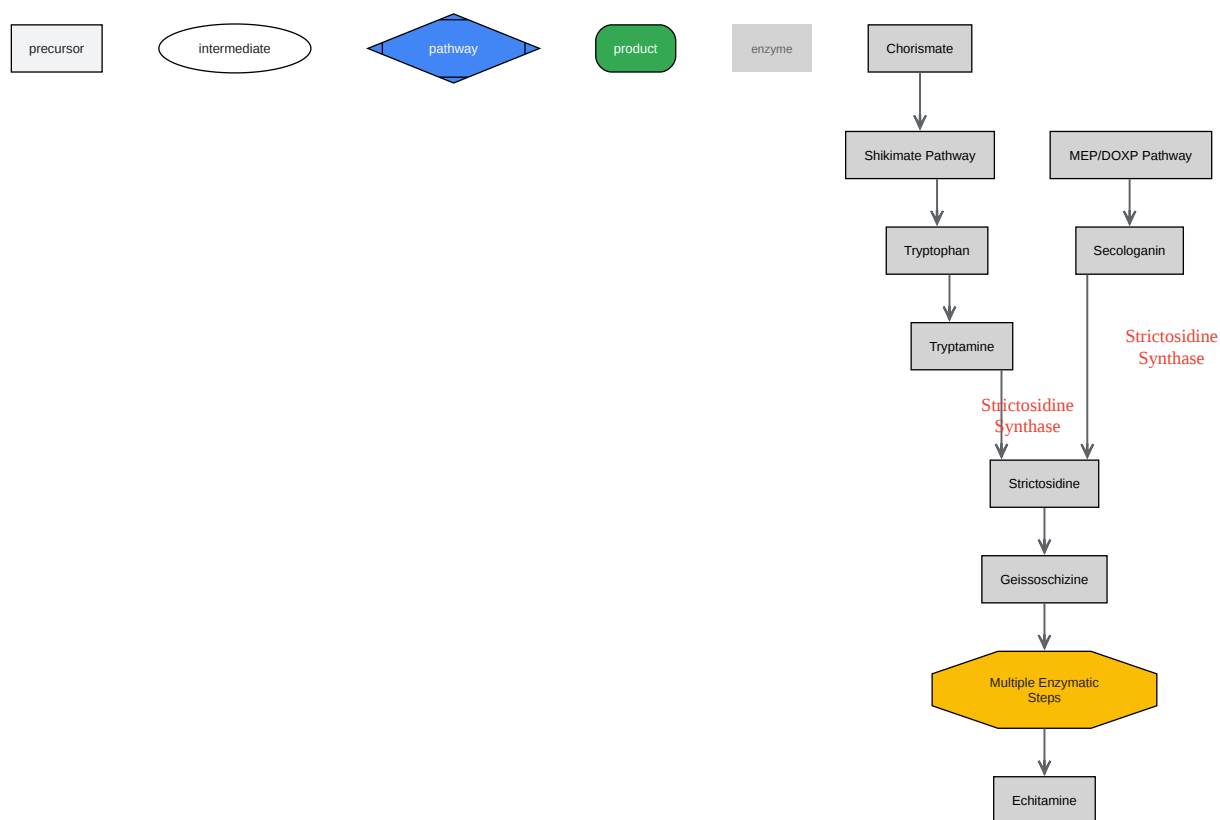 precursor
intermediate
pathway
product
enzyme
Chorismate
Shikimate Pathway
MEP/DOXP Pathway
Tryptophan
Secologanin
Tryptamine
Strictosidine
Synthase
Strictosidine
Synthase
Strictosidine
Geissoschizine
Multiple Enzymatic
Steps
Echitamine